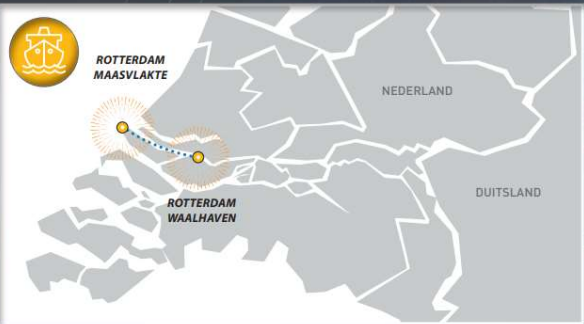 ROTTERDAM
MAASVLAKTE
NEDERLAND
DUITSLAND
ROTTERDAM
WAALHAVEN